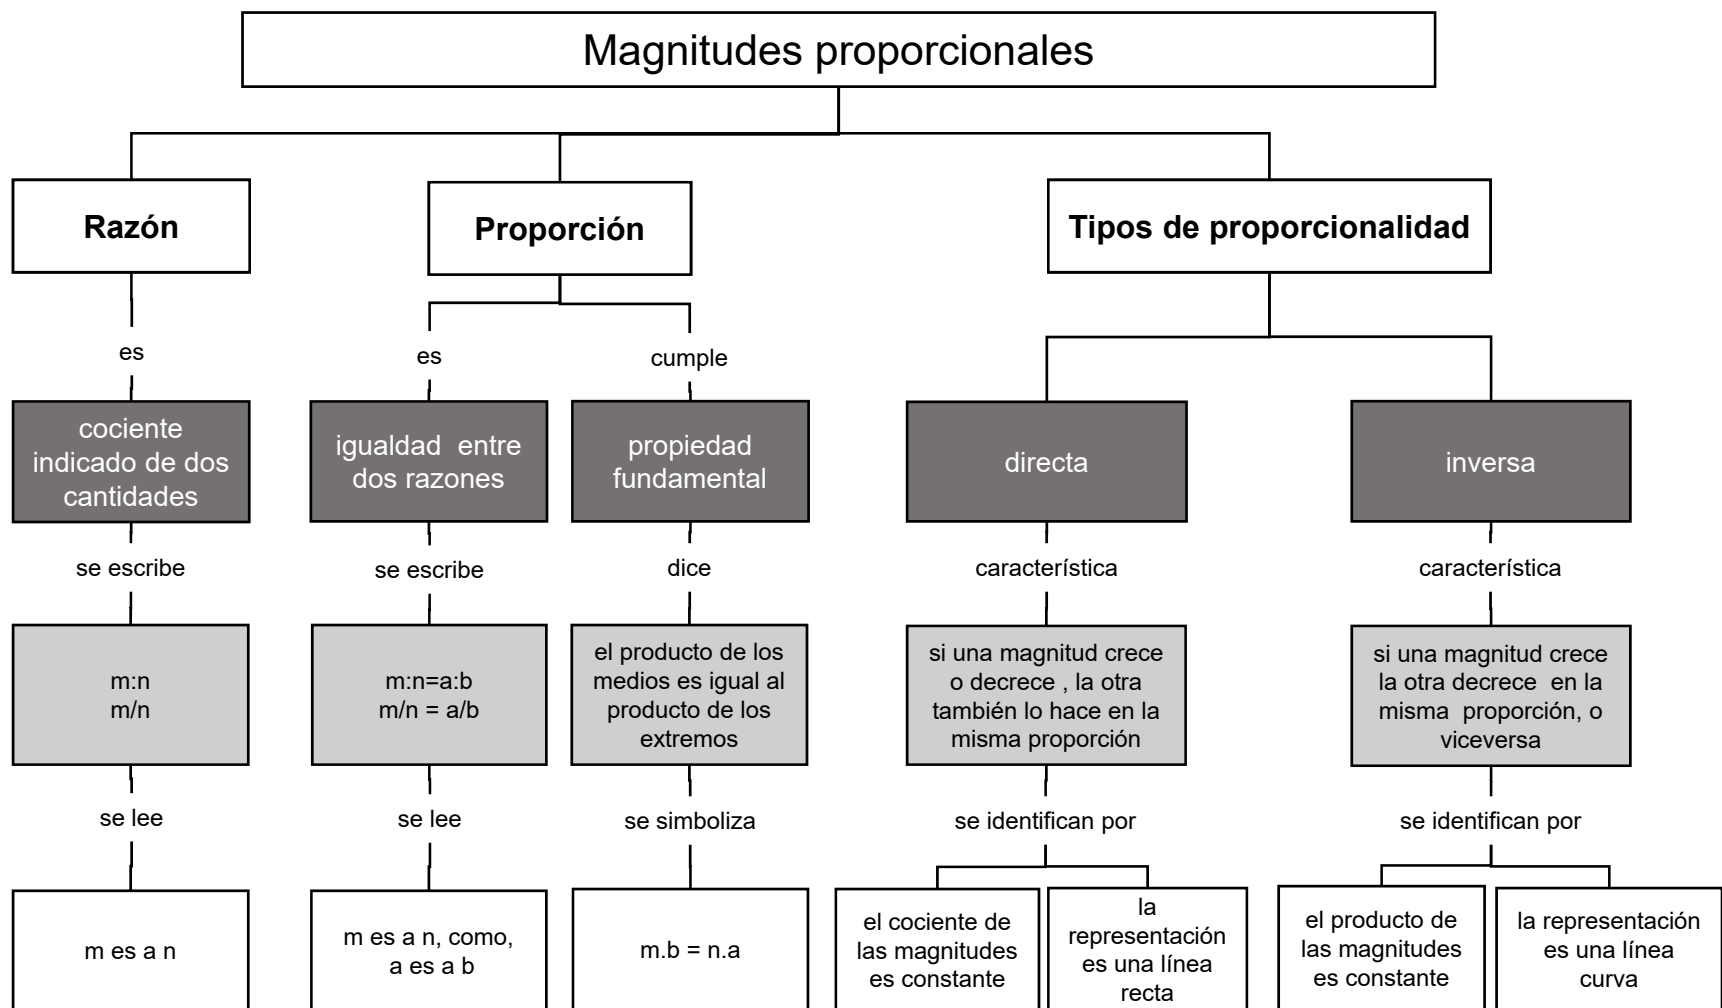 Magnitudes proporcionales
Razón
Proporción
Tipos de proporcionalidad
es
es
cumple
cociente
indicado de dos
cantidades
igualdad entre
dos razones
propiedad
fundamental
directa
inversa
se escribe
se escribe
dice
característica
característica
m:n
m/n
m:n=a:b
m/n = a/b
el producto de los
medios es igual al
producto de los
extremos
si una magnitud crece
o decrece , la otra
también lo hace en la
misma proporción
si una magnitud crece
la otra decrece en la
misma proporción, o
viceversa
se lee
se lee
se simboliza
se identifican por
se identifican por
m es a n
m es a n, como,
a es a b
m.b = n.a
el cociente de
las magnitudes
es constante
la
representación
es una línea
recta
el producto de
las magnitudes
es constante
la representación
es una línea
curva